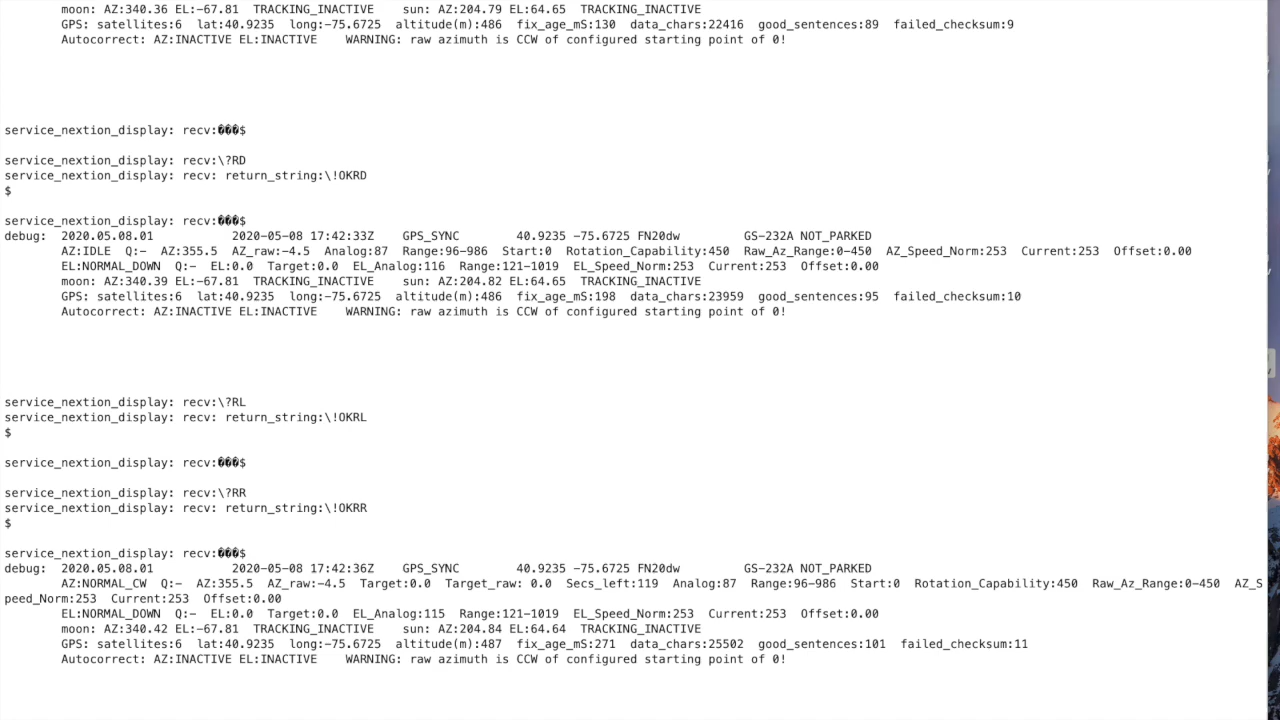 moon: AZ:340.36 EL:-67.81  TRACKING_INACTIVE    sun: AZ:204.79 EL:64.65  TRACKING_INACTIVE
GPS: satellites:6  lat:40.9235  long:-75.6725  altitude(m):486  fix_age_mS:130  data_chars:22416  good_sentences:89  failed_checksum:9
Autocorrect: AZ:INACTIVE EL:INACTIVE    WARNING: raw azimuth is CCW of configured starting point of 0!
service_nextion_display: recv:���$
service_nextion_display: recv:\?RD
service_nextion_display: recv: return_string:\!OKRD
$
service_nextion_display: recv:���$
debug:  2020.05.08.01           2020-05-08 17:42:33Z    GPS_SYNC        40.9235 -75.6725 FN20dw         GS-232A NOT_PARKED
AZ:IDLE  Q:-  AZ:355.5  AZ_raw:-4.5  Analog:87  Range:96-986  Start:0  Rotation_Capability:450  Raw_Az_Range:0-450  AZ_Speed_Norm:253  Current:253  Offset:0.00
EL:NORMAL_DOWN  Q:-  EL:0.0  Target:0.0  EL_Analog:116  Range:121-1019  EL_Speed_Norm:253  Current:253  Offset:0.00
moon: AZ:340.39 EL:-67.81  TRACKING_INACTIVE    sun: AZ:204.82 EL:64.65  TRACKING_INACTIVE
GPS: satellites:6  lat:40.9235  long:-75.6725  altitude(m):486  fix_age_mS:198  data_chars:23959  good_sentences:95  failed_checksum:10
Autocorrect: AZ:INACTIVE EL:INACTIVE    WARNING: raw azimuth is CCW of configured starting point of 0!
service_nextion_display: recv:\?RL
service_nextion_display: recv: return_string:\!OKRL
$
service_nextion_display: recv:���$
service_nextion_display: recv:\?RR
service_nextion_display: recv: return_string:\!OKRR
$
service_nextion_display: recv:���$
debug:  2020.05.08.01           2020-05-08 17:42:36Z    GPS_SYNC        40.9235 -75.6725 FN20dw         GS-232A NOT_PARKED
AZ:NORMAL_CW  Q:-  AZ:355.5  AZ_raw:-4.5  Target:0.0  Target_raw: 0.0  Secs_left:119  Analog:87  Range:96-986  Start:0  Rotation_Capability:450  Raw_Az_Range:0-450  AZ_S
peed_Norm:253  Current:253  Offset:0.00
EL:NORMAL_DOWN  Q:-  EL:0.0  Target:0.0  EL_Analog:115  Range:121-1019  EL_Speed_Norm:253  Current:253  Offset:0.00
moon: AZ:340.42 EL:-67.81  TRACKING_INACTIVE    sun: AZ:204.84 EL:64.64  TRACKING_INACTIVE
GPS: satellites:6  lat:40.9235  long:-75.6725  altitude(m):487  fix_age_mS:271  data_chars:25502  good_sentences:101  failed_checksum:11
Autocorrect: AZ:INACTIVE EL:INACTIVE    WARNING: raw azimuth is CCW of configured starting point of 0!